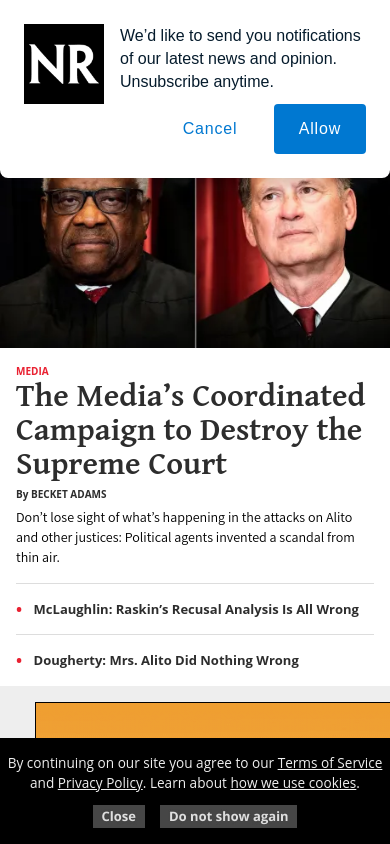 NR
We’d like to send you notifications
of our latest news and opinion.
Unsubscribe anytime.
Cancel
Allow
MEDIA
The Media’s Coordinated
Campaign to Destroy the
Supreme Court
By BECKET ADAMS
Don’t lose sight of what’s happening in the attacks on Alito
and other justices: Political agents invented a scandal from
thin air.
• McLaughlin: Raskin’s Recusal Analysis Is All Wrong
• Dougherty: Mrs. Alito Did Nothing Wrong
By continuing on our site you agree to our Terms of Service
and Privacy Policy. Learn about how we use cookies.
Close
Do not show again